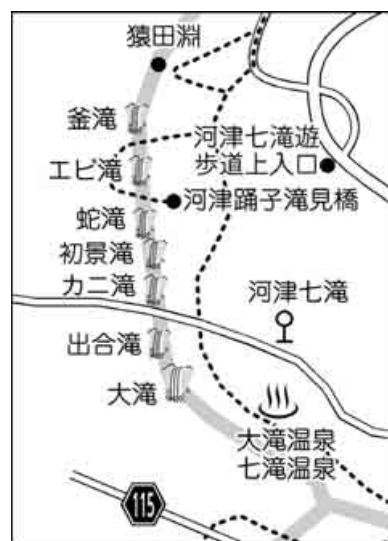 猿田淵
釜滝
河津七滝遊
歩道上入口
エビ滝
河津踊子滝見橋
蛇滝
初景滝
カニ滝
河津七滝
出合滝
大滝
大滝温泉
七滝温泉
115